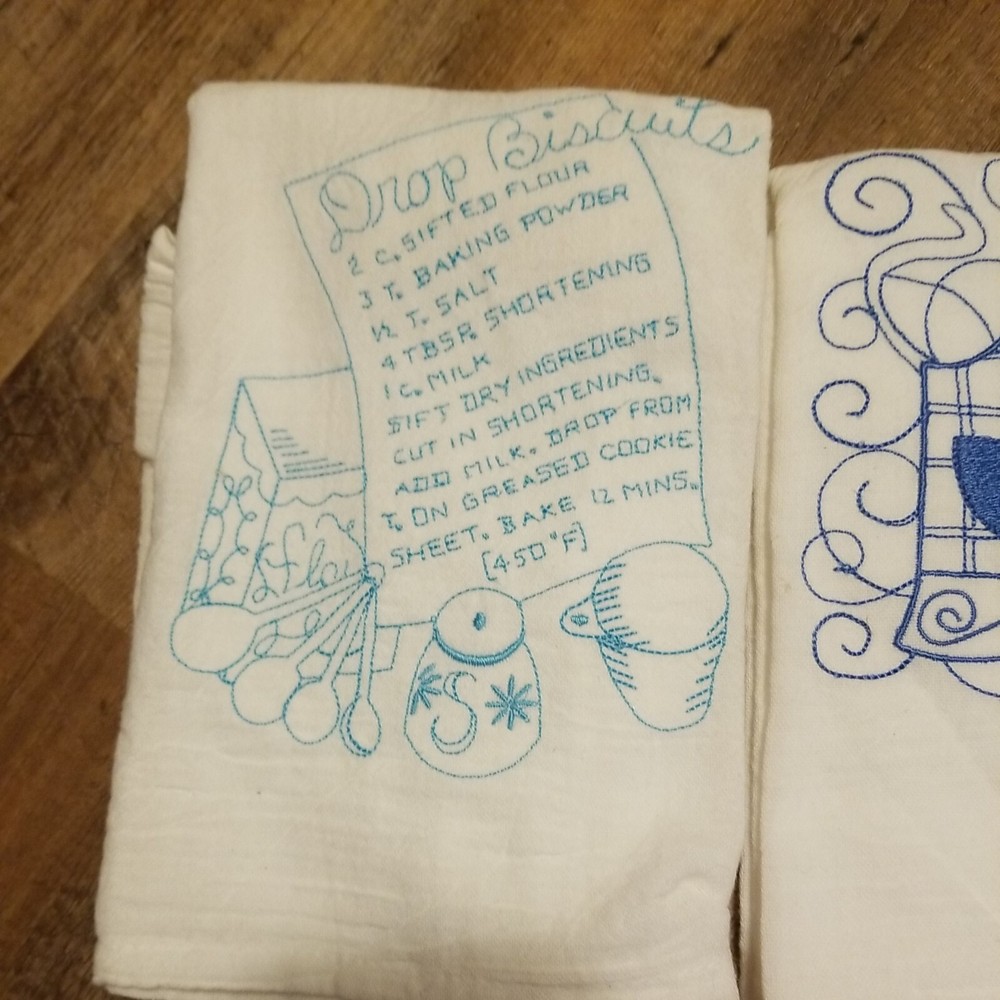 Drop Biscuits
2 C. SIFTED FLOUR
3 T. BAKING POWDER
½ T. SALT
4 TBSP. SHORTENING
1 C. MILK
SIFT DRY INGREDIENTS
CUT IN SHORTENING.
ADD MILK. DROP FROM
T. ON GREASED COOKIE
SHEET. BAKE 12 MINS.
[450°F]
Flou
S